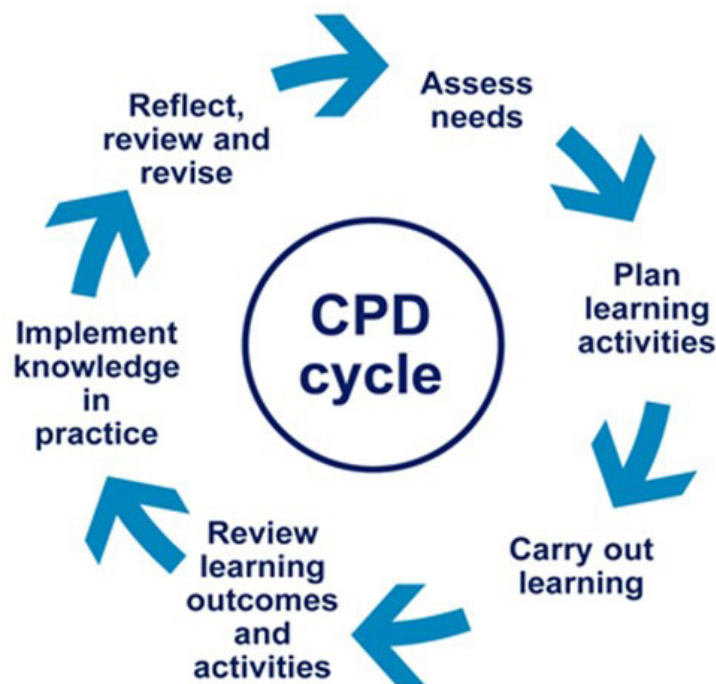 Assess
needs
Plan
learning
activities
Carry out
learning
Review
learning
outcomes
and
activities
Implement
knowledge
in
practice
Reflect,
review and
revise
CPD
cycle